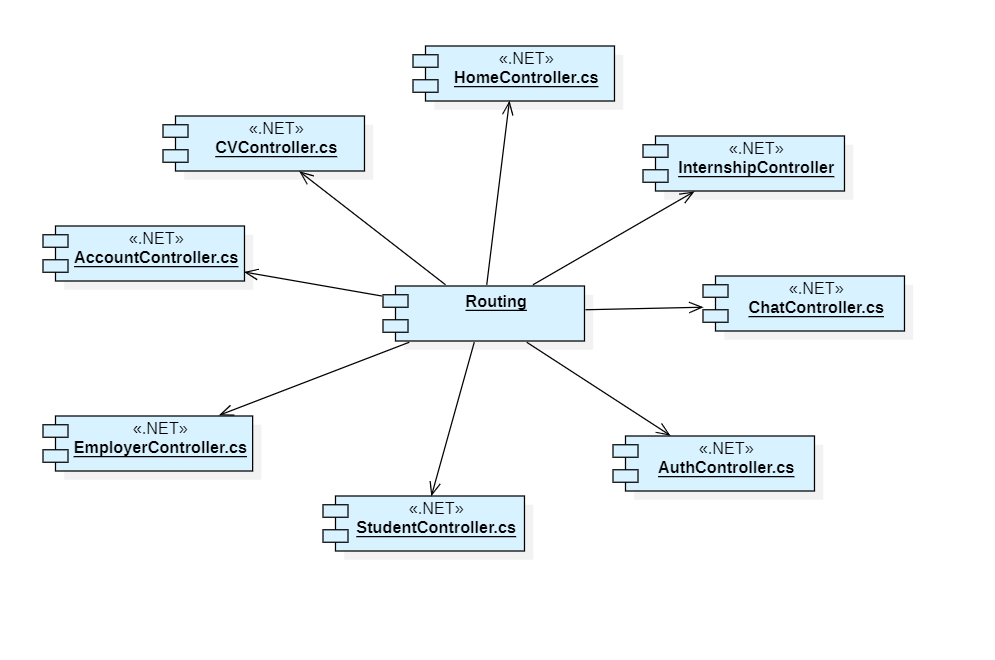 «.NET»
HomeController.cs
«.NET»
CVController.cs
«.NET»
InternshipController
«.NET»
AccountController.cs
Routing
«.NET»
ChatController.cs
«.NET»
EmployerController.cs
«.NET»
AuthController.cs
«.NET»
StudentController.cs